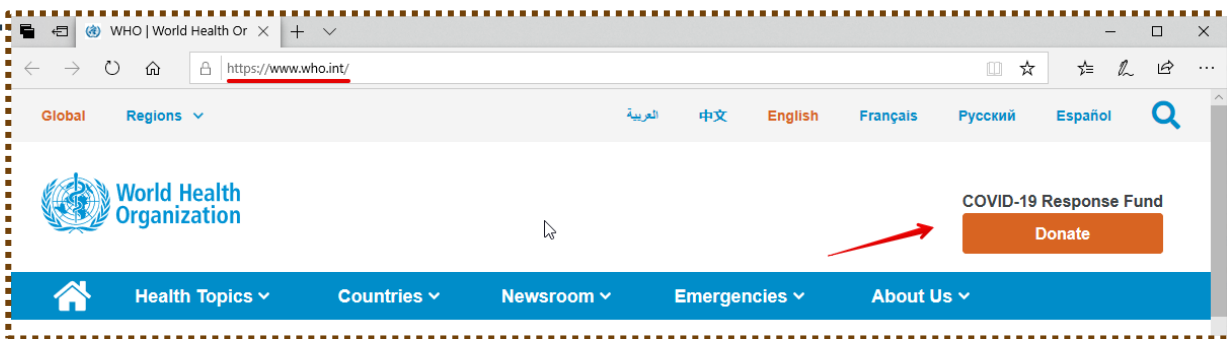 WHO | World Health Or
https://www.who.int/
Global Regions العربية 中文 English Français Русский Español
World Health
Organization
COVID-19 Response Fund
Donate
Health Topics Countries Newsroom Emergencies About Us